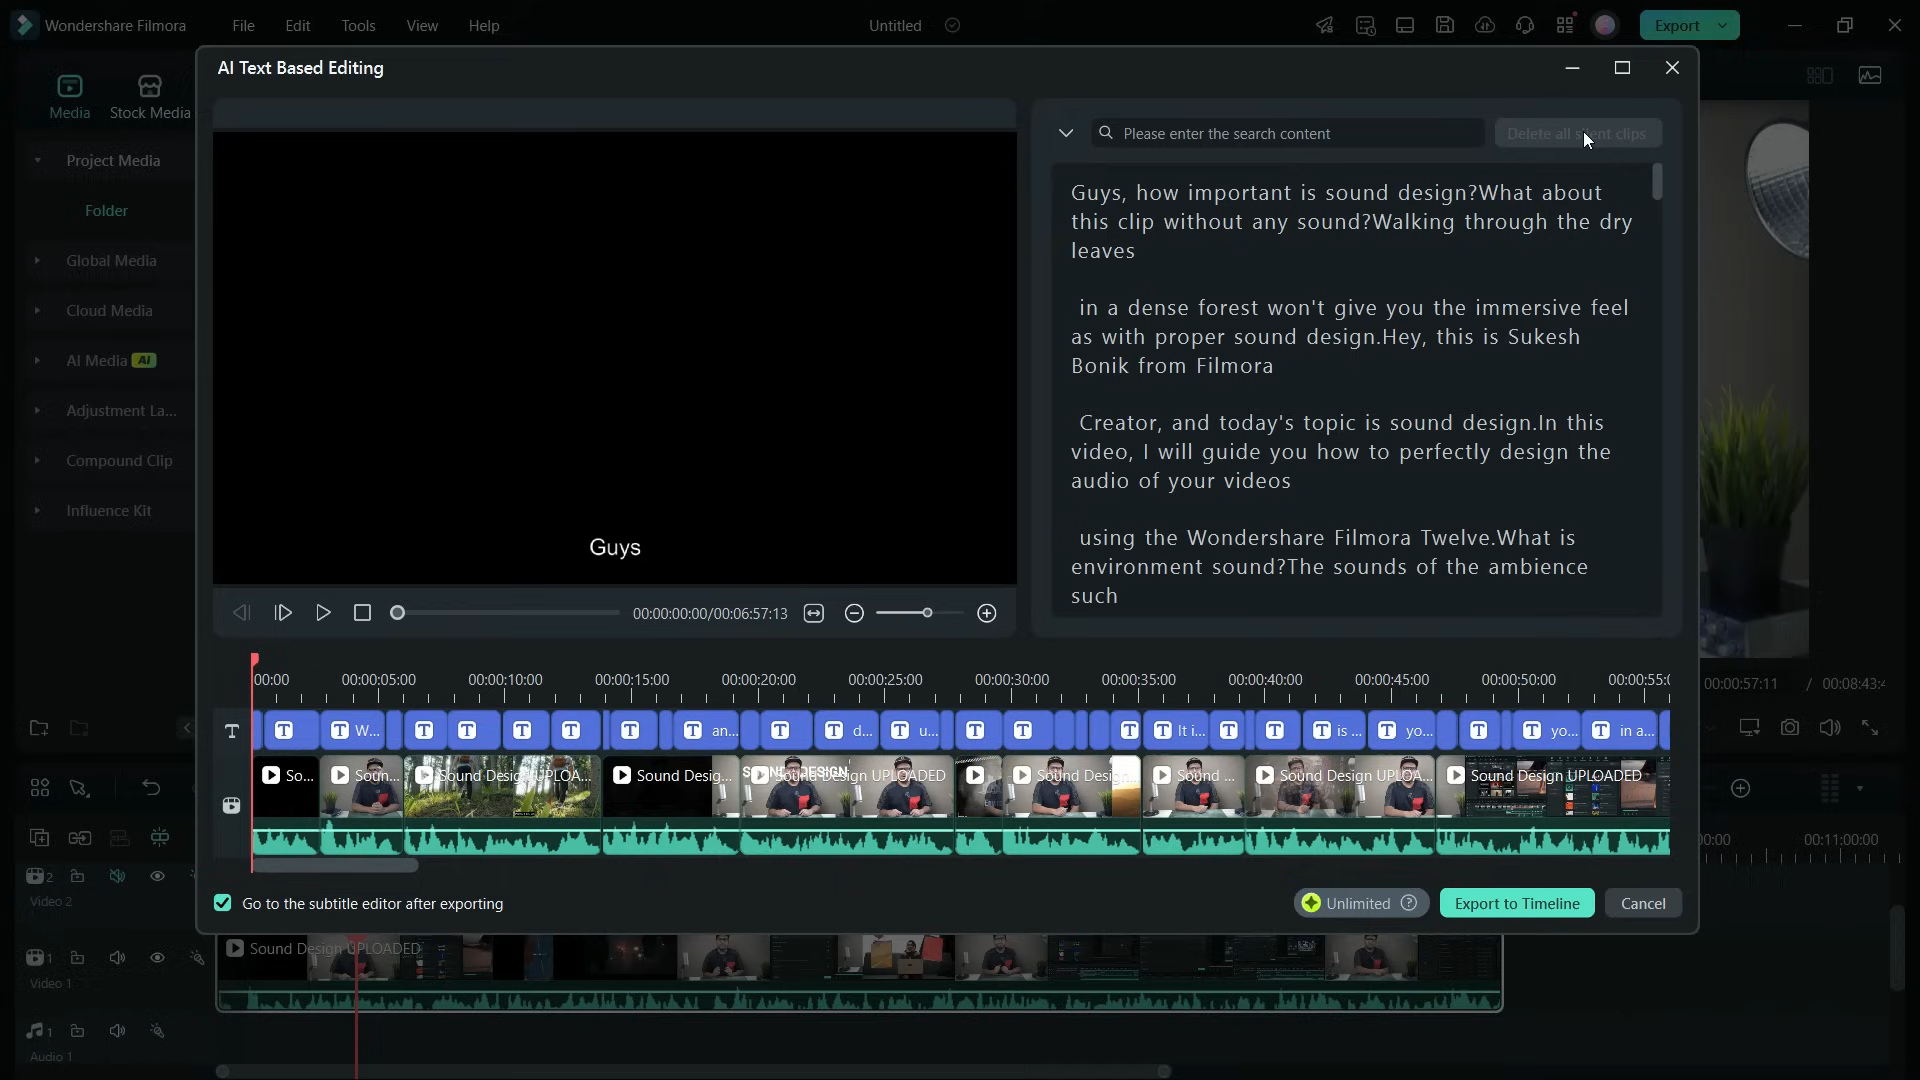 Wondershare Filmora
File
Edit
Tools
View
Help
Untitled
Export
Media
Stock Media
Project Media
Folder
Global Media
Cloud Media
AI Media AI
Adjustment La...
Compound Clip
Influence Kit
AI Text Based Editing
Please enter the search content
Delete all silent clips
Guys, how important is sound design?What about
this clip without any sound?Walking through the dry
leaves
in a dense forest won't give you the immersive feel
as with proper sound design.Hey, this is Sukesh
Bonik from Filmora
Creator, and today's topic is sound design.In this
video, I will guide you how to perfectly design the
audio of your videos
using the Wondershare Filmora Twelve.What is
environment sound?The sounds of the ambience
such
Guys
00:00:00:00/00:06:57:13
00:00
00:00:05:00
00:00:10:00
00:00:15:00
00:00:20:00
00:00:25:00
00:00:30:00
00:00:35:00
00:00:40:00
00:00:45:00
00:00:50:00
00:00:55:0
T
T
T W...
T
T
T
T
T
T an...
T
T d...
T u...
T
T
T
T It i...
T
T
T is ...
T yo...
T
T yo...
T in a...
So...
Soun...
Sound Design UPLOA...
Sound Desig...
Sound Design UPLOADED
Sound Desig...
Sound ...
Sound Design UPLOA...
Sound Design UPLOADED
Go to the subtitle editor after exporting
Unlimited
Export to Timeline
Cancel
00:00:57:11 / 00:08:43:
00:00
00:11:00:00
2
Video 2
1
Video 1
Sound Design UPLOADED
1
Audio 1